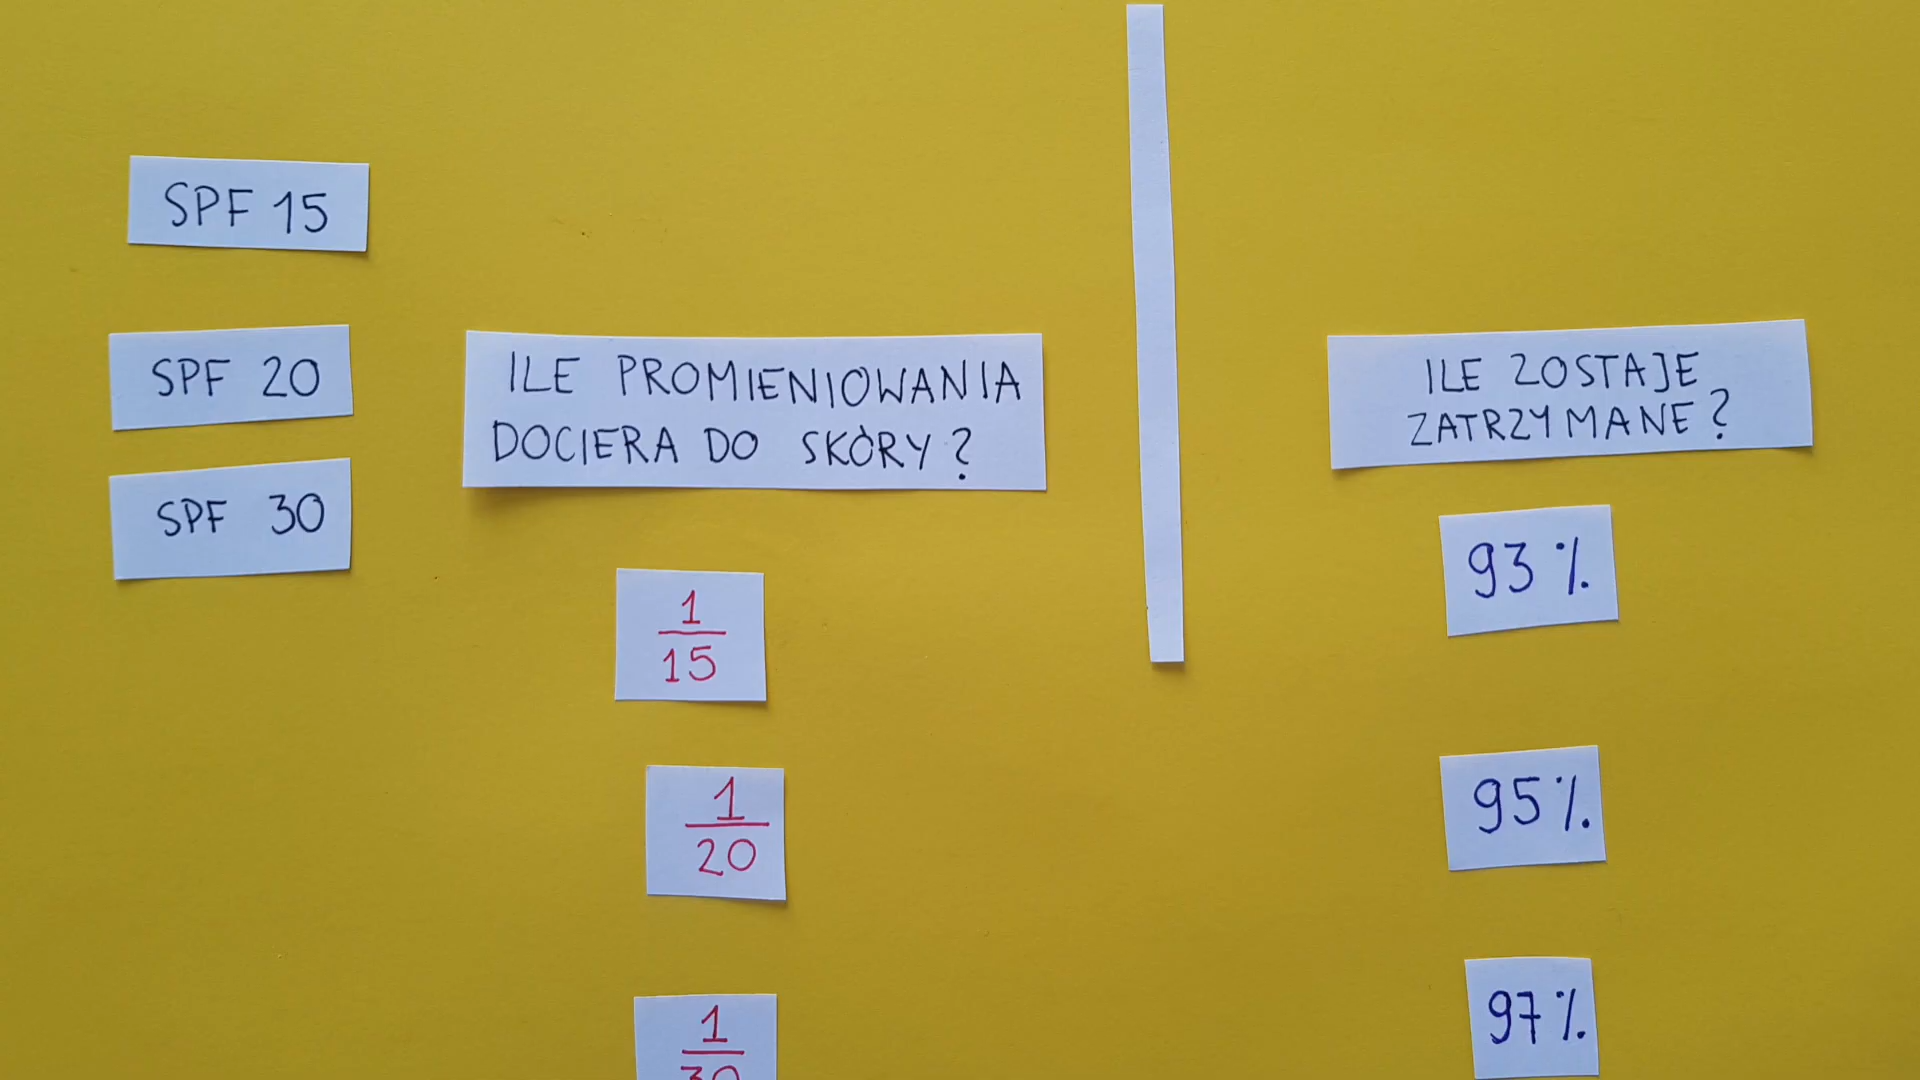 SPF 15
SPF 20
SPF 30
ILE PROMIENIOWANIA
DOCIERA DO SKÓRY?
1
15
1
20
1
30
ILE ZOSTAJE
ZATRZYMANE?
93%
95%
97%